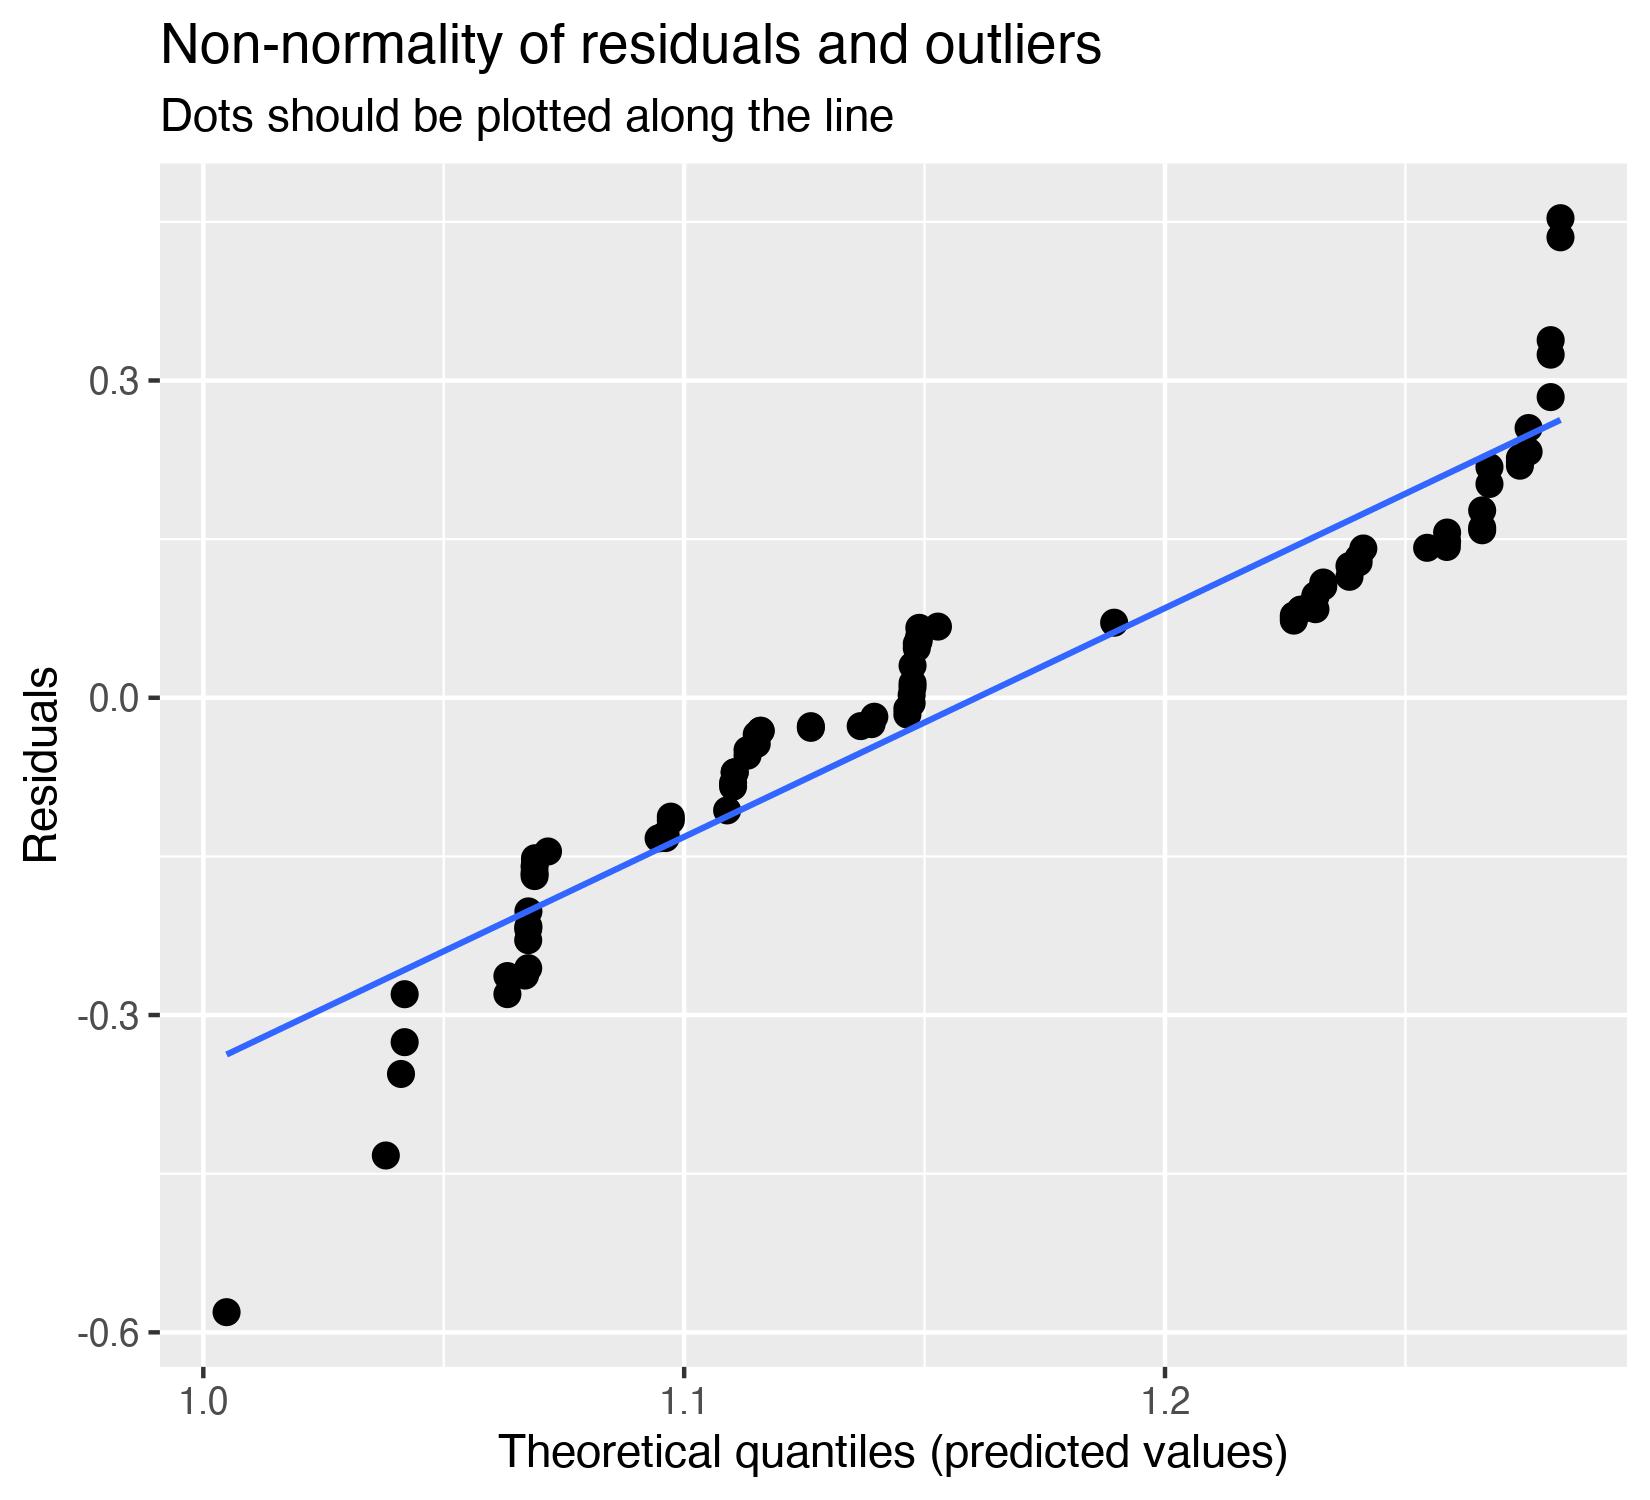 Non-normality of residuals and outliers
Dots should be plotted along the line
0.3
0.0
-0.3
-0.6
Residuals
1.0 1.1 1.2
Theoretical quantiles (predicted values)